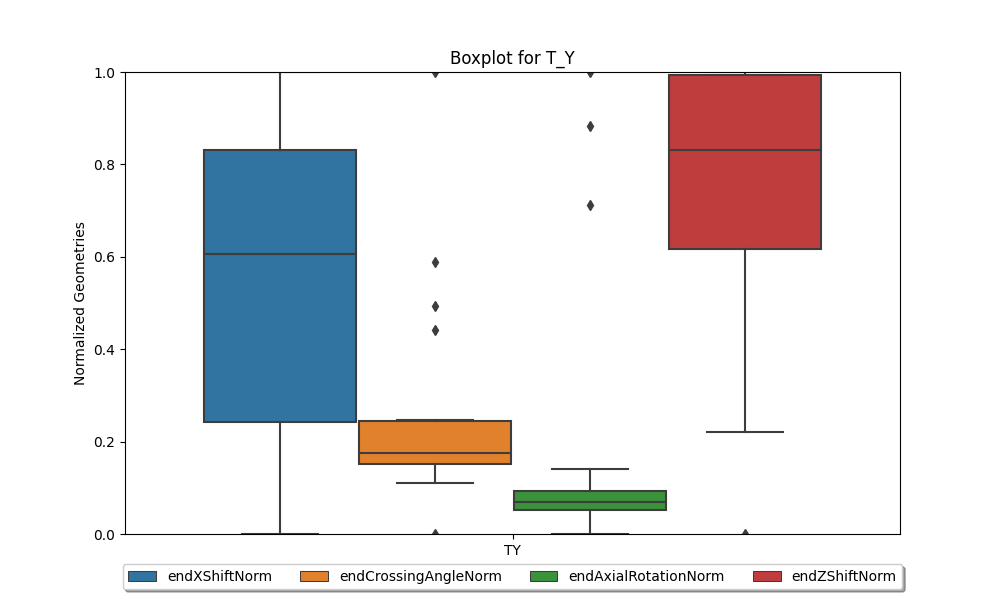 Boxplot for T_Y
1.0
0.8
0.6
0.4
0.2
0.0
Normalized Geometries
TY
endXShiftNorm endCrossingAngleNorm endAxialRotationNorm endZShiftNorm